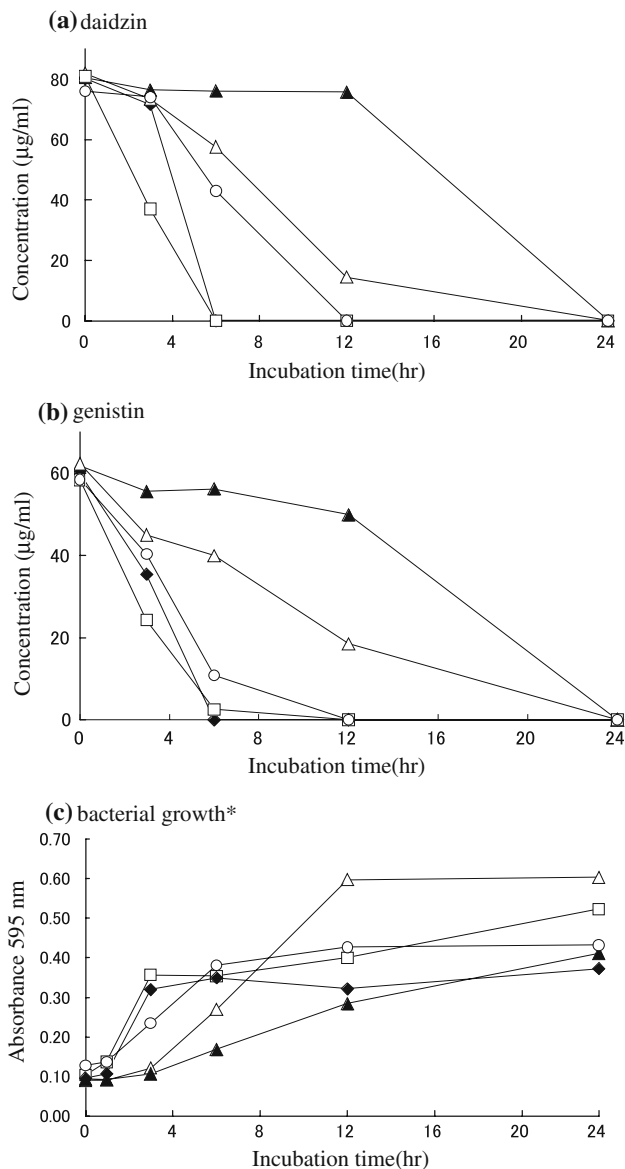 (a) daidzin
80
60
40
20
0
Concentration (μg/ml)
0 4 8 12 16 20 24
Incubation time(hr)
(b) genistin
60
40
20
0
Concentration (μg/ml)
0 4 8 12 16 20 24
Incubation time(hr)
(c) bacterial growth*
0.70
0.60
0.50
0.40
0.30
0.20
0.10
0.00
Absorbance 595 nm
0 4 8 12 16 20 24
Incubation time(hr)